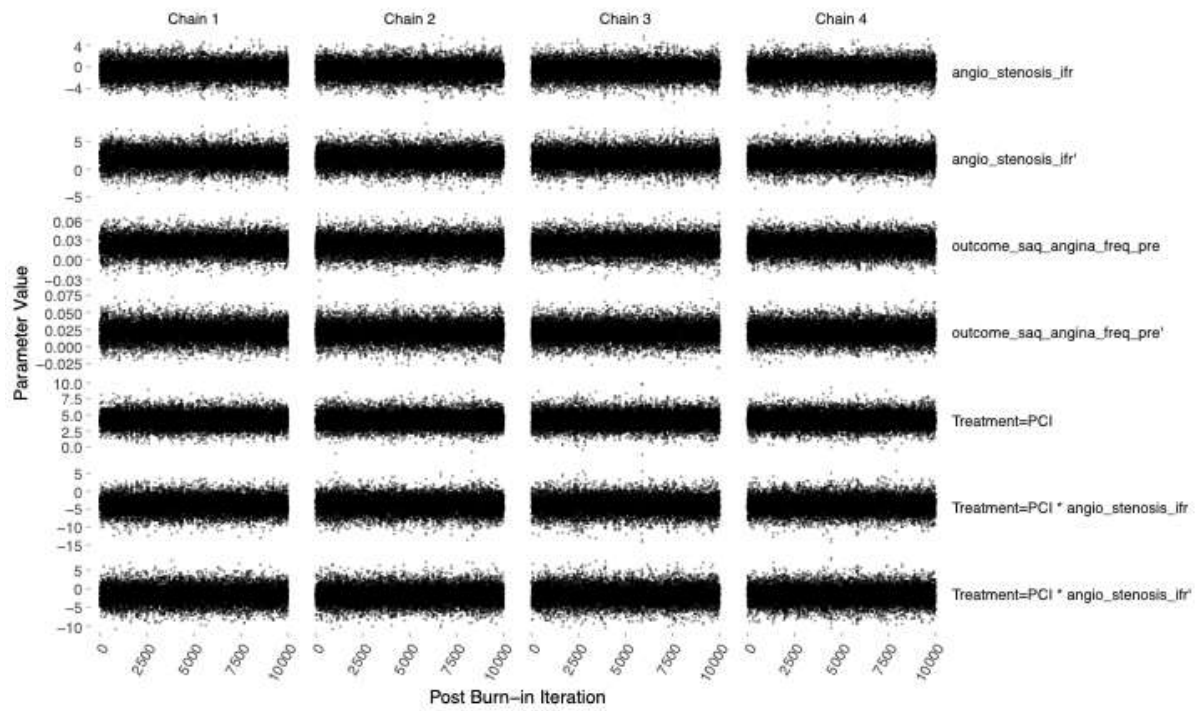 Chain 1 Chain 2 Chain 3 Chain 4
4
0
−4
angio_stenosis_ifr
5
0
−5
angio_stenosis_ifr'
0.06
0.03
0.00
−0.03
outcome_saq_angina_freq_pre
0.075
0.050
0.025
0.000
−0.025
outcome_saq_angina_freq_pre'
10.0
7.5
5.0
2.5
0.0
Treatment=PCI
5
0
−5
−10
−15
Treatment=PCI * angio_stenosis_ifr
5
0
−5
−10
Treatment=PCI * angio_stenosis_ifr'
Parameter Value
0 2500 5000 7500 10000 0 2500 5000 7500 10000 0 2500 5000 7500 10000 0 2500 5000 7500 10000
Post Burn−in Iteration